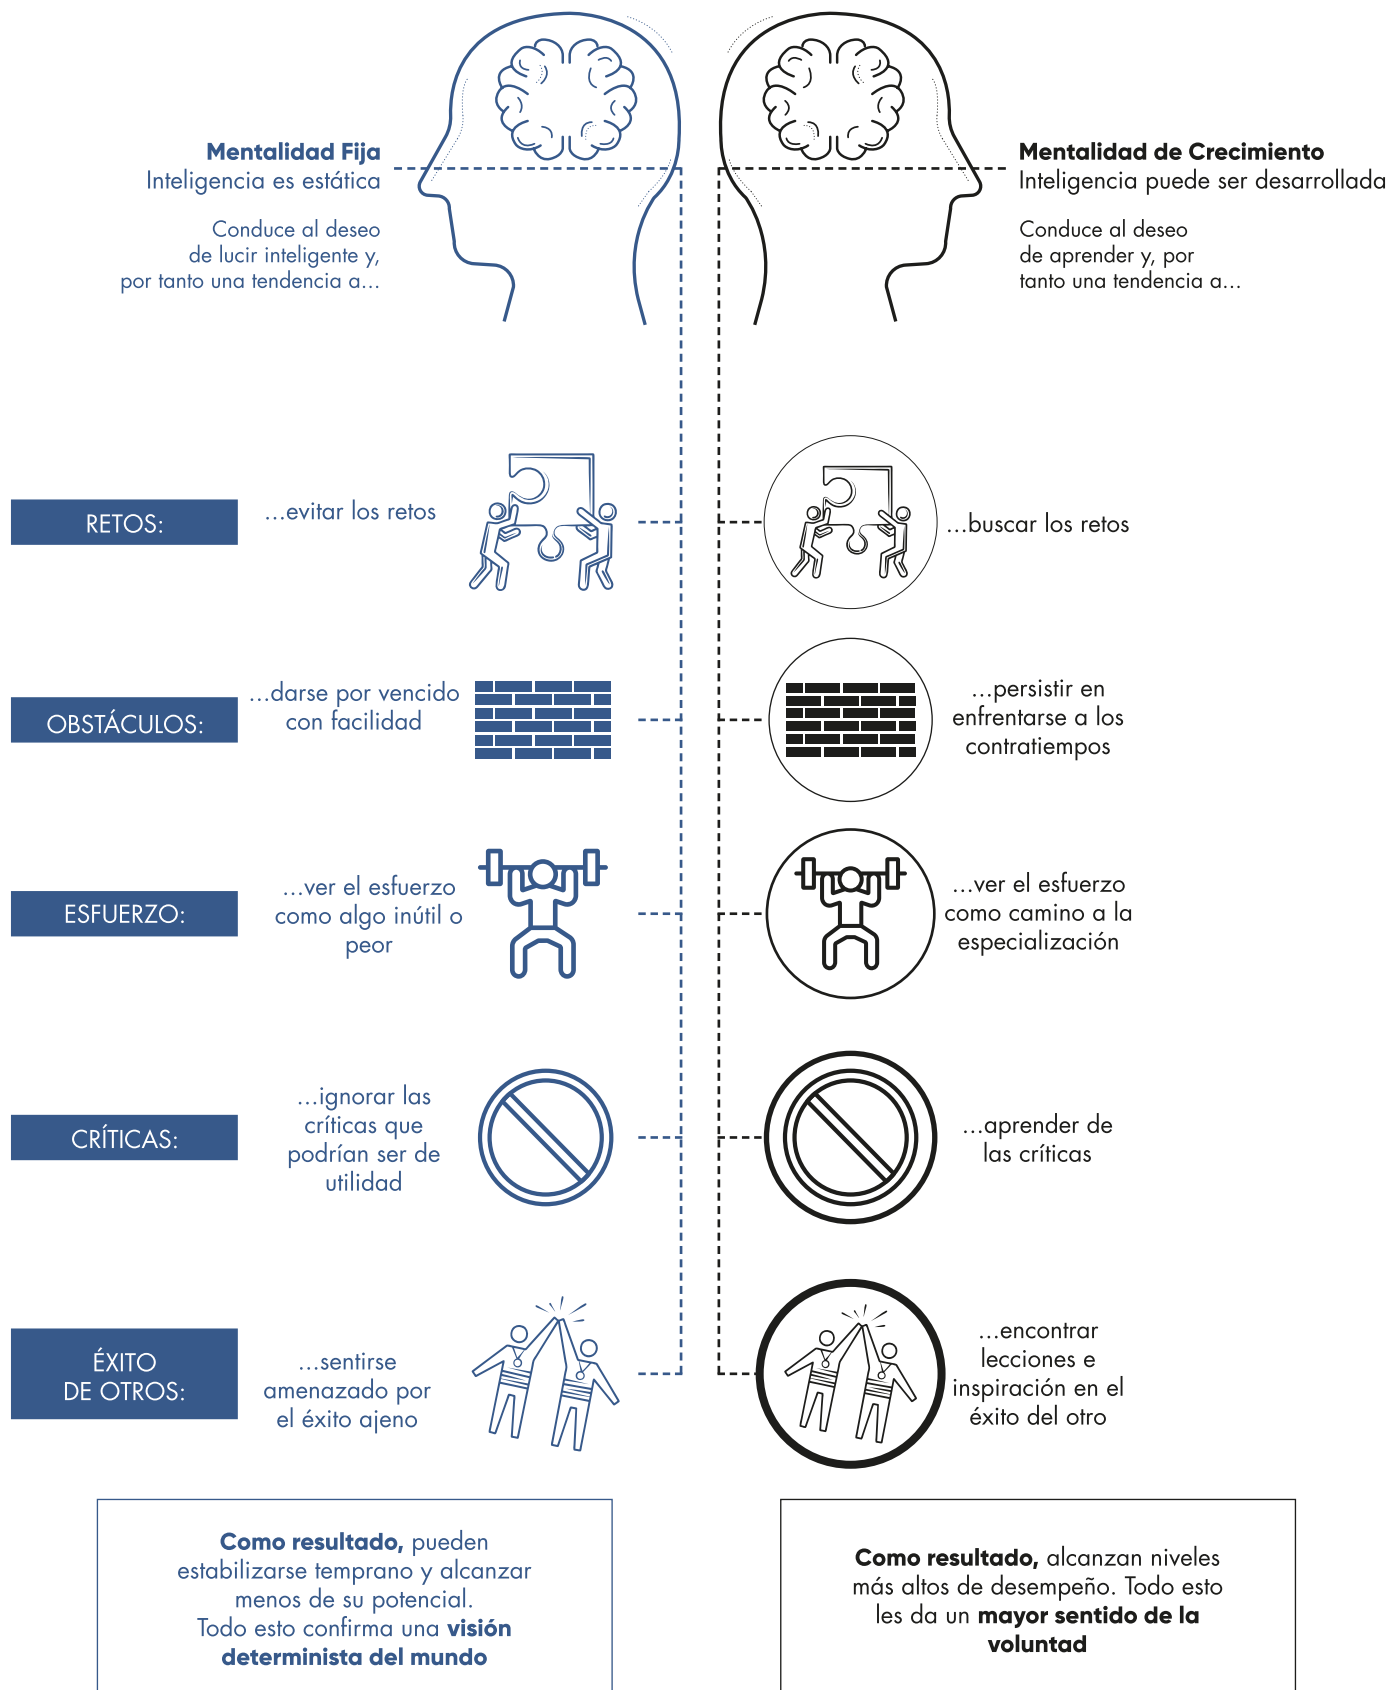 Mentalidad Fija
Inteligencia es estática
Conduce al deseo
de lucir inteligente y,
por tanto una tendencia a...
Mentalidad de Crecimiento
Inteligencia puede ser desarrollada
Conduce al deseo
de aprender y, por
tanto una tendencia a...
RETOS:
...evitar los retos
...buscar los retos
OBSTÁCULOS:
...darse por vencido
con facilidad
...persistir en
enfrentarse a los
contratiempos
ESFUERZO:
...ver el esfuerzo
como algo inútil o
peor
...ver el esfuerzo
como camino a la
especialización
CRÍTICAS:
...ignorar las
críticas que
podrían ser de
utilidad
...aprender de
las críticas
ÉXITO
DE OTROS:
...sentirse
amenazado por
el éxito ajeno
...encontrar
lecciones e
inspiración en el
éxito del otro
Como resultado, pueden
estabilizarse temprano y alcanzar
menos de su potencial.
Todo esto confirma una visión
determinista del mundo
Como resultado, alcanzan niveles
más altos de desempeño. Todo esto
les da un mayor sentido de la
voluntad